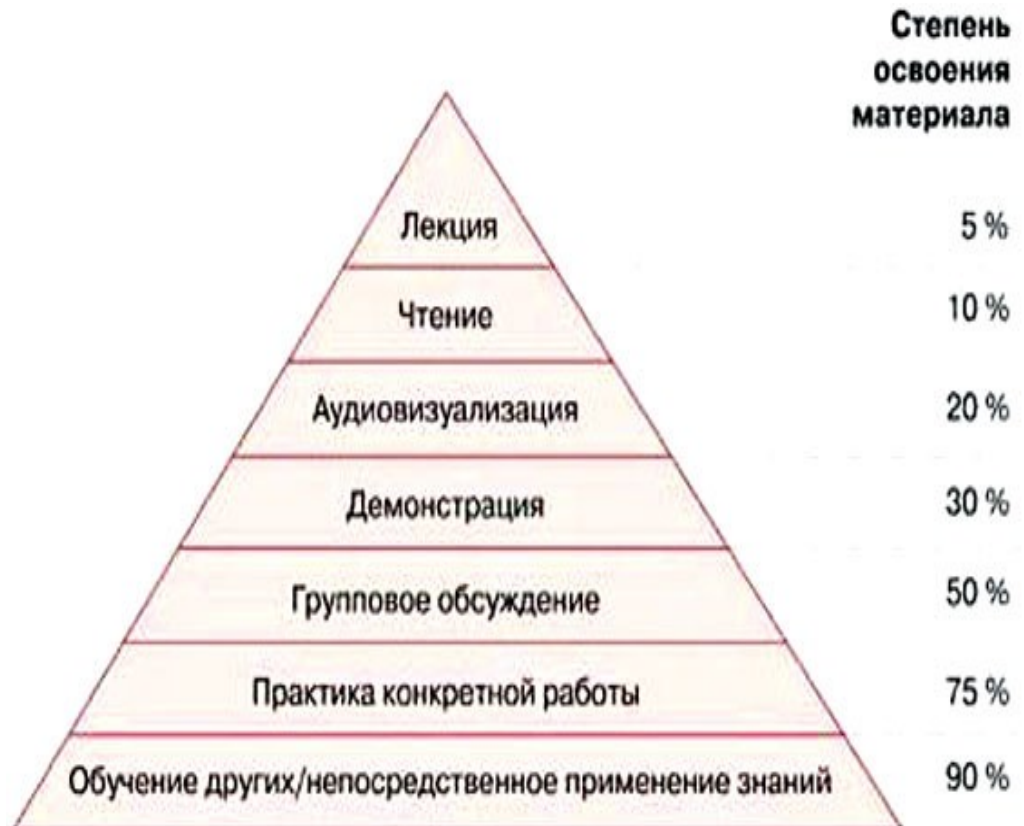 Степень
освоения
материала
Лекция 5 %
Чтение 10 %
Аудиовизуализация 20 %
Демонстрация 30 %
Групповое обсуждение 50 %
Практика конкретной работы 75 %
Обучение других/непосредственное применение знаний 90 %